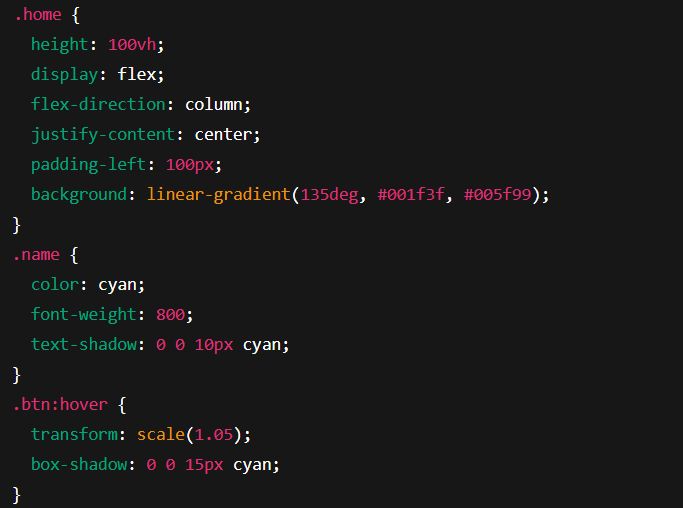 .home {
  height: 100vh;
  display: flex;
  flex-direction: column;
  justify-content: center;
  padding-left: 100px;
  background: linear-gradient(135deg, #001f3f, #005f99);
}
.name {
  color: cyan;
  font-weight: 800;
  text-shadow: 0 0 10px cyan;
}
.btn:hover {
  transform: scale(1.05);
  box-shadow: 0 0 15px cyan;
}